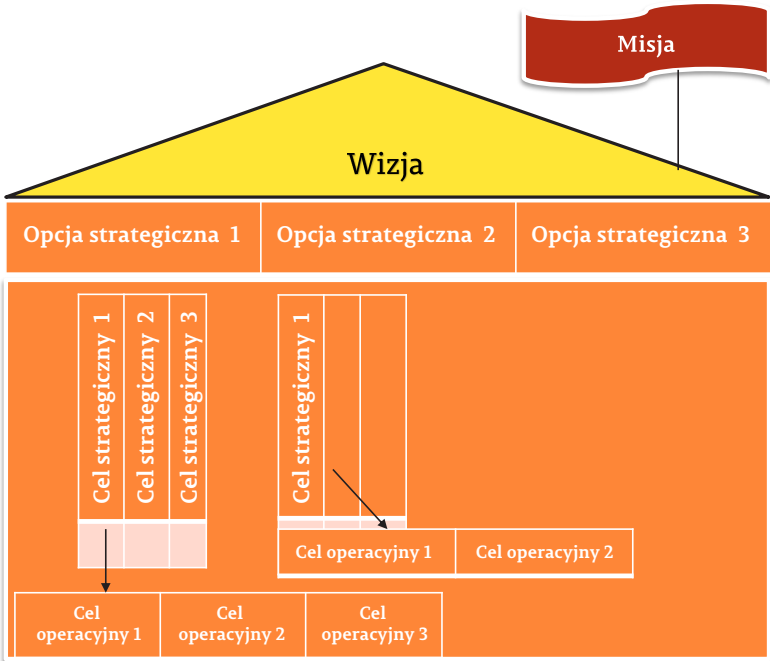 Misja
Wizja
Opcja strategiczna 1
Opcja strategiczna 2
Opcja strategiczna 3
Cel strategiczny 1
Cel strategiczny 2
Cel strategiczny 3
Cel strategiczny 1
Cel operacyjny 1
Cel operacyjny 2
Cel
operacyjny 1
Cel
operacyjny 2
Cel
operacyjny 3